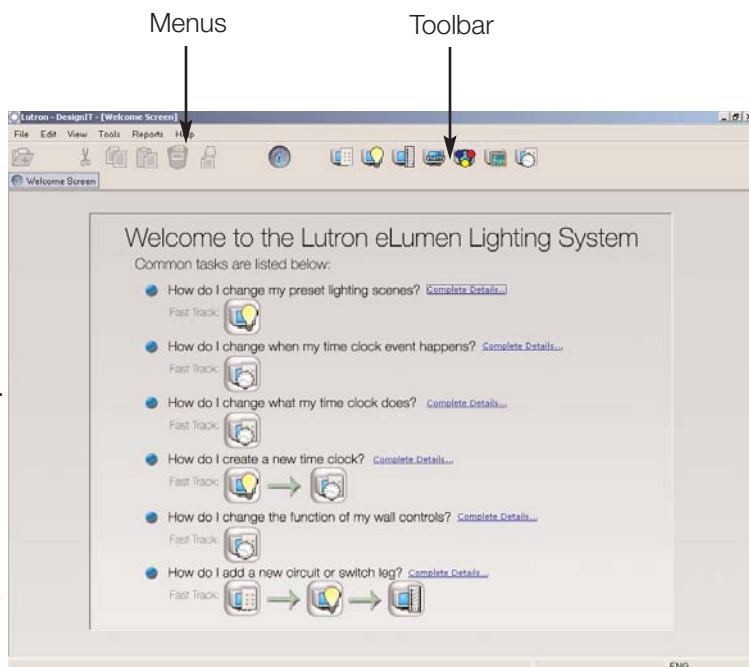 Menus
Toolbar
Lutron - DesignIT - [Welcome Screen]
File Edit View Tools Reports Help
Welcome Screen
Welcome to the Lutron eLumen Lighting System
Common tasks are listed below:
How do I change my preset lighting scenes? Complete Details...
Fast Track:
How do I change when my time clock event happens? Complete Details...
Fast Track:
How do I change what my time clock does? Complete Details...
Fast Track:
How do I create a new time clock? Complete Details...
Fast Track:
How do I change the function of my wall controls? Complete Details...
Fast Track:
How do I add a new circuit or switch leg? Complete Details...
Fast Track:
ENG